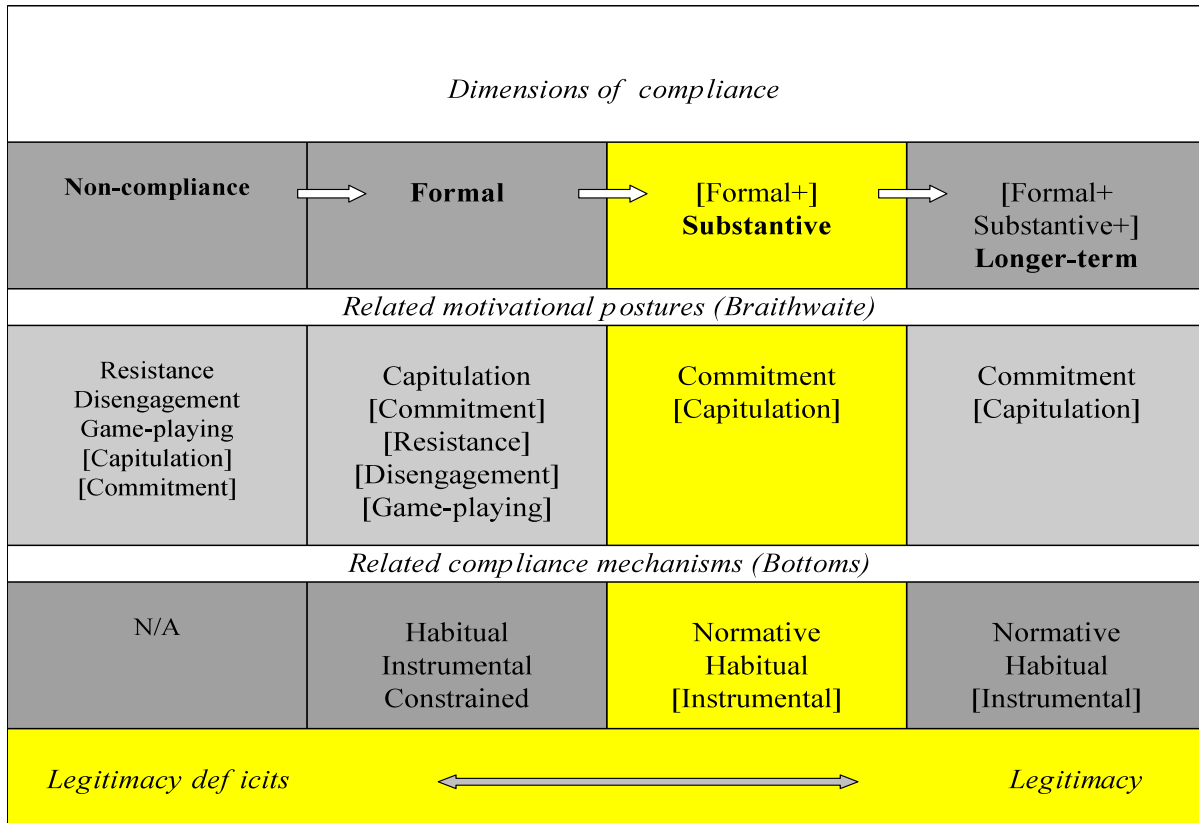 Dimensions of compliance
Non-compliance
Formal
[Formal+]
Substantive
[Formal+
Substantive+]
Longer-term
Related motivational postures (Braithwaite)
Resistance
Disengagement
Game-playing
[Capitulation]
[Commitment]
Capitulation
[Commitment]
[Resistance]
[Disengagement]
[Game-playing]
Commitment
[Capitulation]
Commitment
[Capitulation]
Related compliance mechanisms (Bottoms)
N/A
Habitual
Instrumental
Constrained
Normative
Habitual
[Instrumental]
Normative
Habitual
[Instrumental]
Legitimacy deficits
Legitimacy